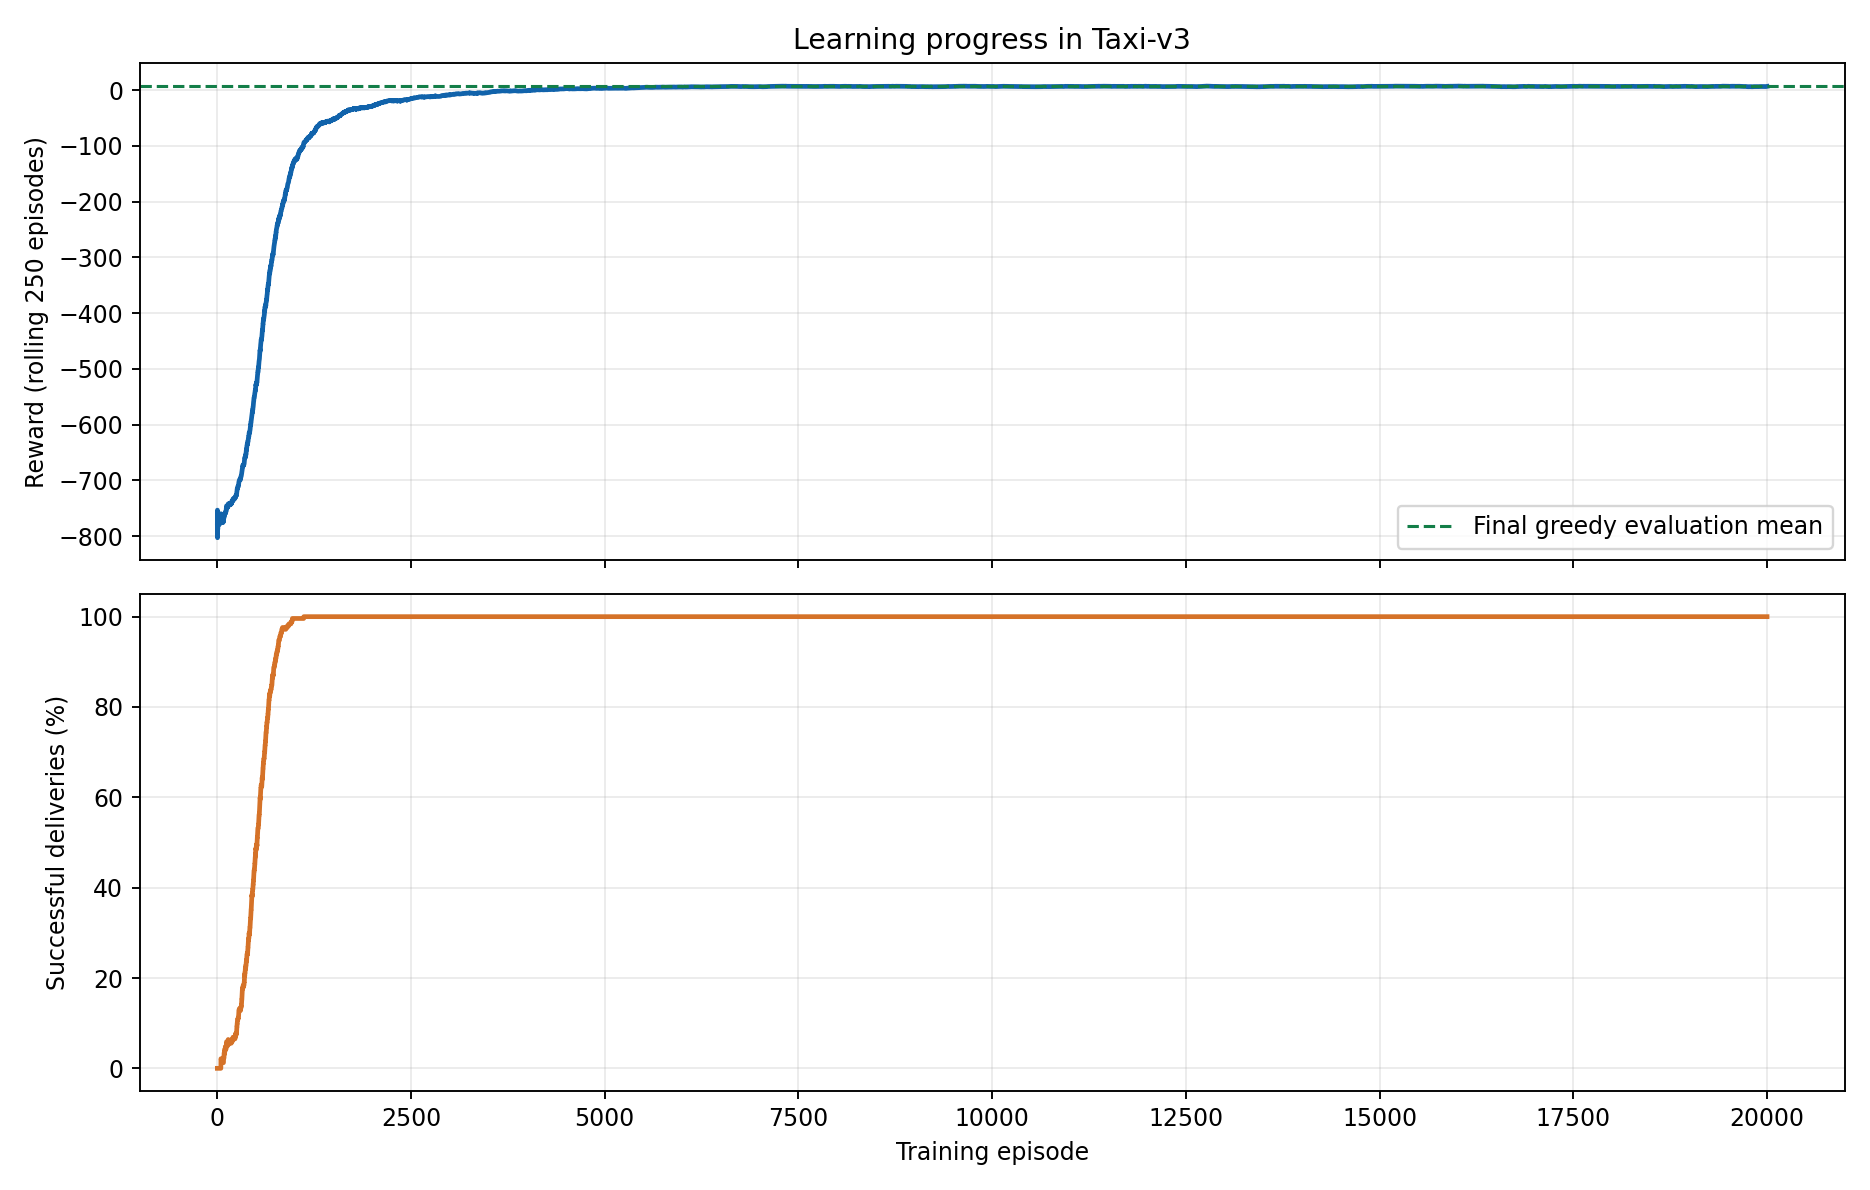 Learning progress in Taxi-v3
Reward (rolling 250 episodes)
0
−100
−200
−300
−400
−500
−600
−700
−800
Final greedy evaluation mean
Successful deliveries (%)
100
80
60
40
20
0
0 2500 5000 7500 10000 12500 15000 17500 20000
Training episode